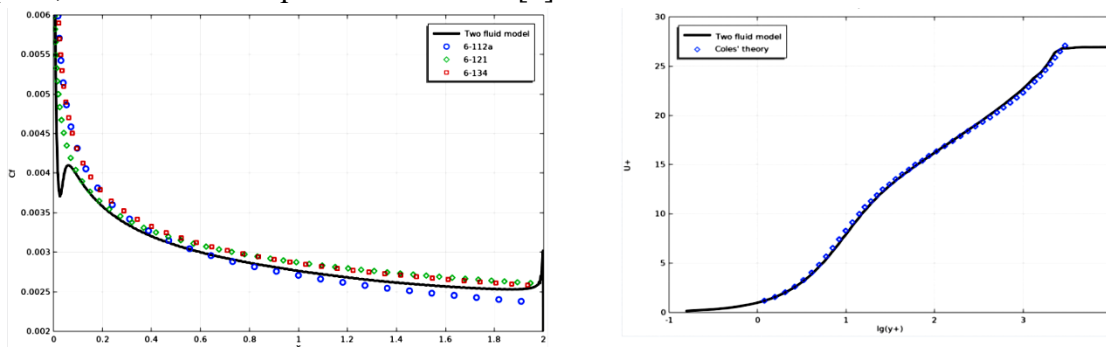 [
0.006
0.0055
0.005
0.0045
0.004
0.0035
0.003
0.0025
0.002
Cf
Two fluid model
6-112a
6-121
6-134
0 0.2 0.4 0.6 0.8 1 1.2 1.4 1.6 1.8 2
30
25
20
15
10
5
0
U+
Two fluid model
Coles' theory
-1 0 1 2 3
lg(y+)